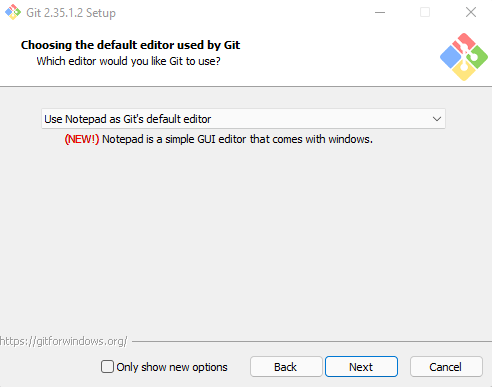 Git 2.35.1.2 Setup
Choosing the default editor used by Git
Which editor would you like Git to use?
Use Notepad as Git's default editor
(NEW!) Notepad is a simple GUI editor that comes with windows.
https://gitforwindows.org/
Only show new options
Back
Next
Cancel